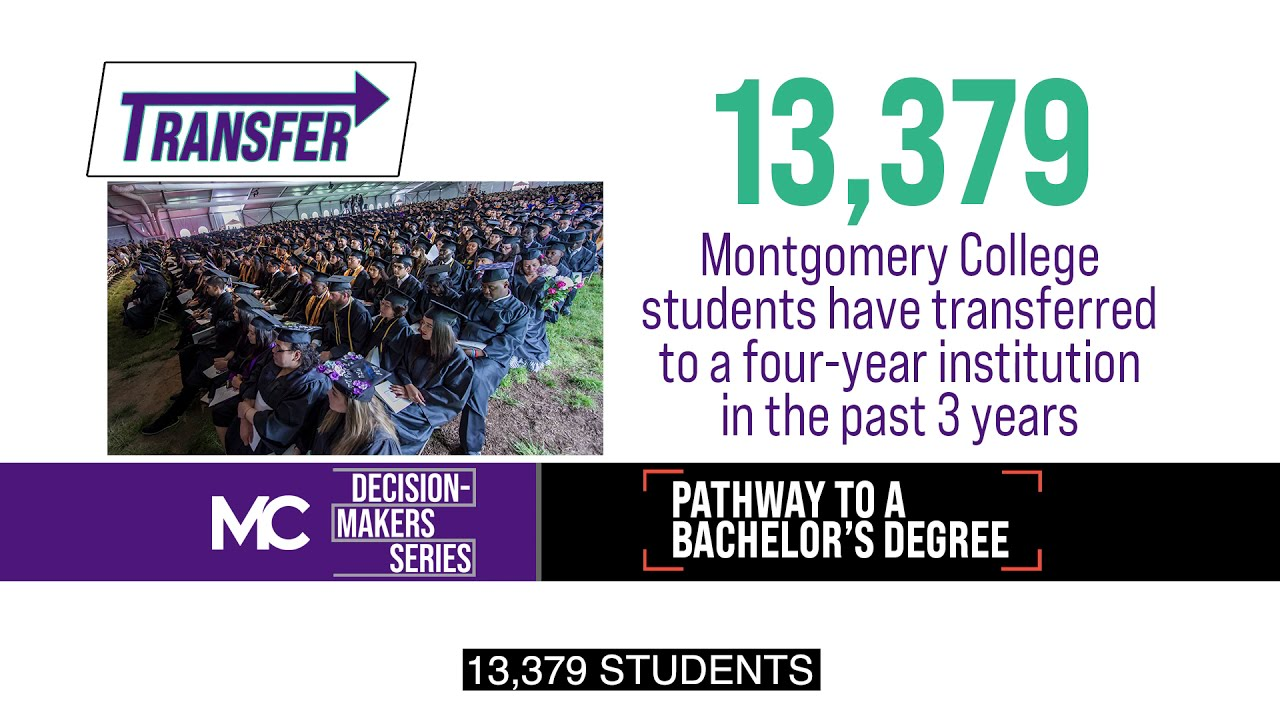 TRANSFER
13,379
Montgomery College
students have transferred
to a four-year institution
in the past 3 years
MC
DECISION-
MAKERS
SERIES
PATHWAY TO A
BACHELOR'S DEGREE
13,379 STUDENTS